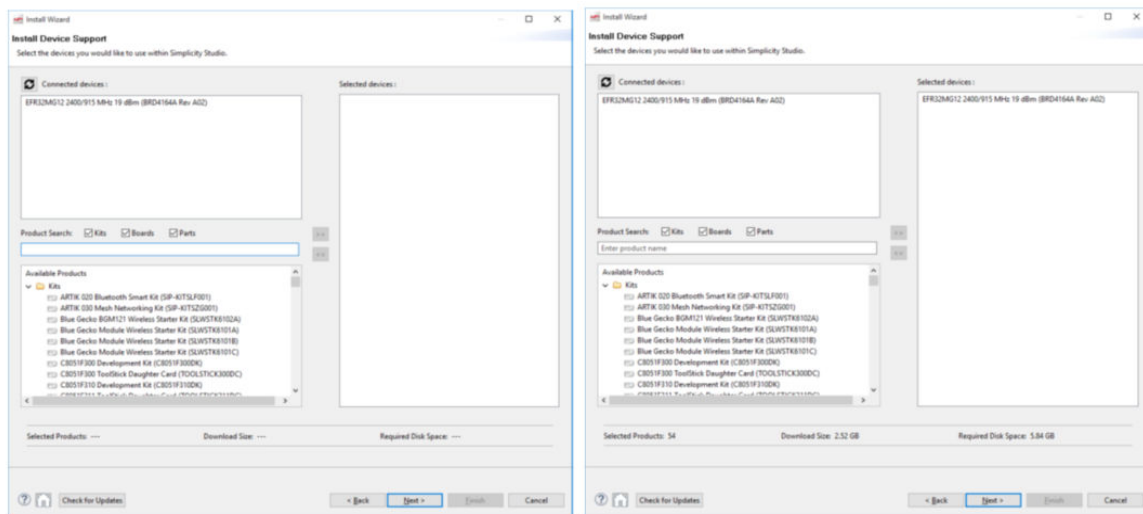 Install Wizard
Install Device Support
Select the devices you would like to use within Simplicity Studio.
Connected devices:
Selected devices:
EFR32MG12 2400/915 MHz 19 dBm (BRD4164A Rev A02)
Product Search: Kits Boards Parts
Available Products
Kits
ARTIK 020 Bluetooth Smart Kit (SIP-KITSLF001)
ARTIK 030 Mesh Networking Kit (SIP-KITSZG001)
Blue Gecko BGM121 Wireless Starter Kit (SLWSTK6102A)
Blue Gecko Module Wireless Starter Kit (SLWSTK6101A)
Blue Gecko Module Wireless Starter Kit (SLWSTK6101B)
Blue Gecko Module Wireless Starter Kit (SLWSTK6101C)
C8051F300 Development Kit (C8051F300DK)
C8051F300 ToolStick Daughter Card (TOOLSTICK300DC)
C8051F310 Development Kit (C8051F310DK)
Selected Products: --- Download Size: --- Required Disk Space: ---
Check for Updates < Back Next > Finish Cancel
Install Wizard
Install Device Support
Select the devices you would like to use within Simplicity Studio.
Connected devices:
Selected devices:
EFR32MG12 2400/915 MHz 19 dBm (BRD4164A Rev A02)
EFR32MG12 2400/915 MHz 19 dBm (BRD4164A Rev A02)
Product Search: Kits Boards Parts
Enter product name
Available Products
Kits
ARTIK 020 Bluetooth Smart Kit (SIP-KITSLF001)
ARTIK 030 Mesh Networking Kit (SIP-KITSZG001)
Blue Gecko BGM121 Wireless Starter Kit (SLWSTK6102A)
Blue Gecko Module Wireless Starter Kit (SLWSTK6101A)
Blue Gecko Module Wireless Starter Kit (SLWSTK6101B)
Blue Gecko Module Wireless Starter Kit (SLWSTK6101C)
C8051F300 Development Kit (C8051F300DK)
C8051F300 ToolStick Daughter Card (TOOLSTICK300DC)
C8051F310 Development Kit (C8051F310DK)
Selected Products: 54 Download Size: 2.52 GB Required Disk Space: 5.84 GB
Check for Updates < Back Next > Finish Cancel